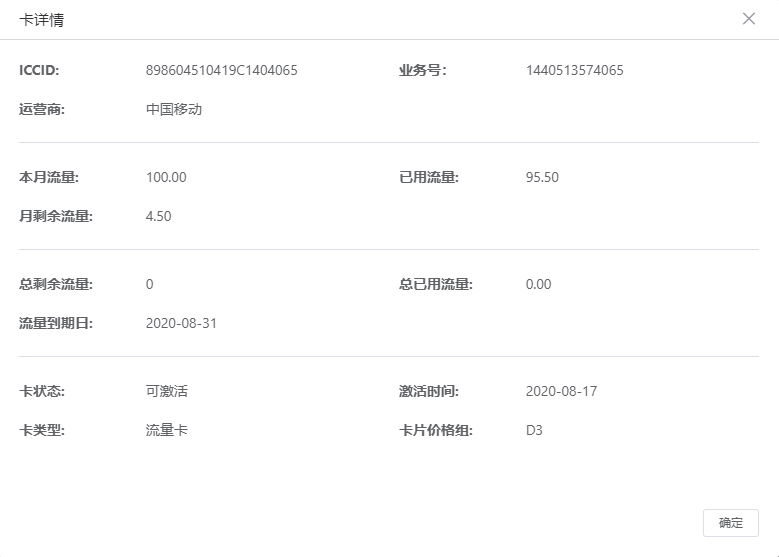 卡详情
ICCID: 898604510419C1404065 业务号: 1440513574065
运营商: 中国移动
本月流量: 100.00 已用流量: 95.50
月剩余流量: 4.50
总剩余流量: 0 总已用流量: 0.00
流量到期日: 2020-08-31
卡状态: 可激活 激活时间: 2020-08-17
卡类型: 流量卡 卡片价格组: D3
确定